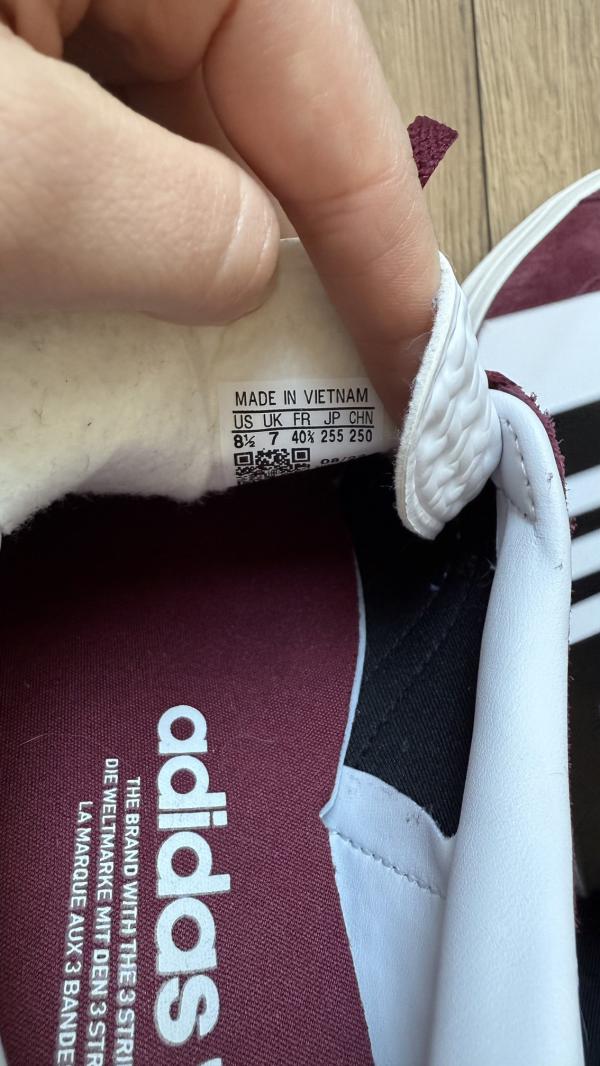 MADE IN VIETNAM
US UK FR JP CHN
8½ 7 40⅔ 255 250
adidas
THE BRAND WITH THE 3 STRI
DIE WELTMARKE MIT DEN 3 STR
LA MARQUE AUX 3 BANDE